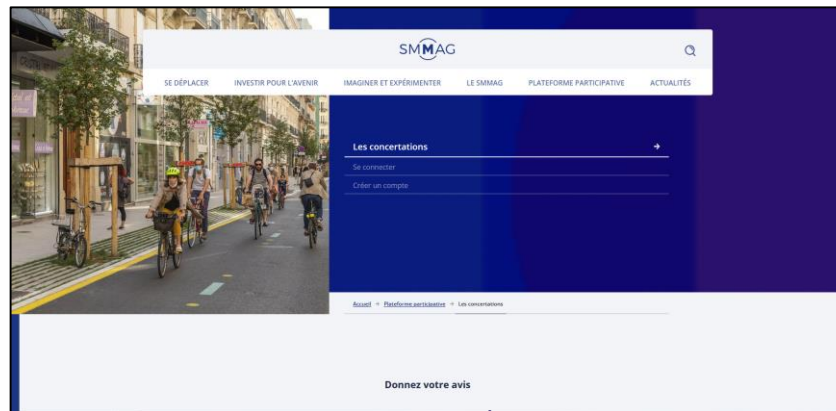 SMMAG
SE DÉPLACER INVESTIR POUR L'AVENIR IMAGINER ET EXPÉRIMENTER LE SMMAG PLATEFORME PARTICIPATIVE ACTUALITÉS
Les concertations →
Se connecter
Créer un compte
Accueil → Plateforme participative → Les concertations
Donnez votre avis